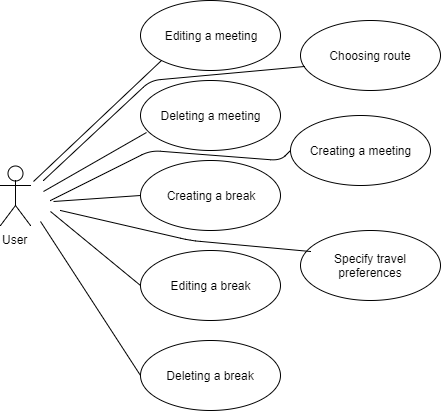 Editing a meeting
Choosing route
Deleting a meeting
Creating a meeting
Creating a break
User
Specify travel
preferences
Editing a break
Deleting a break